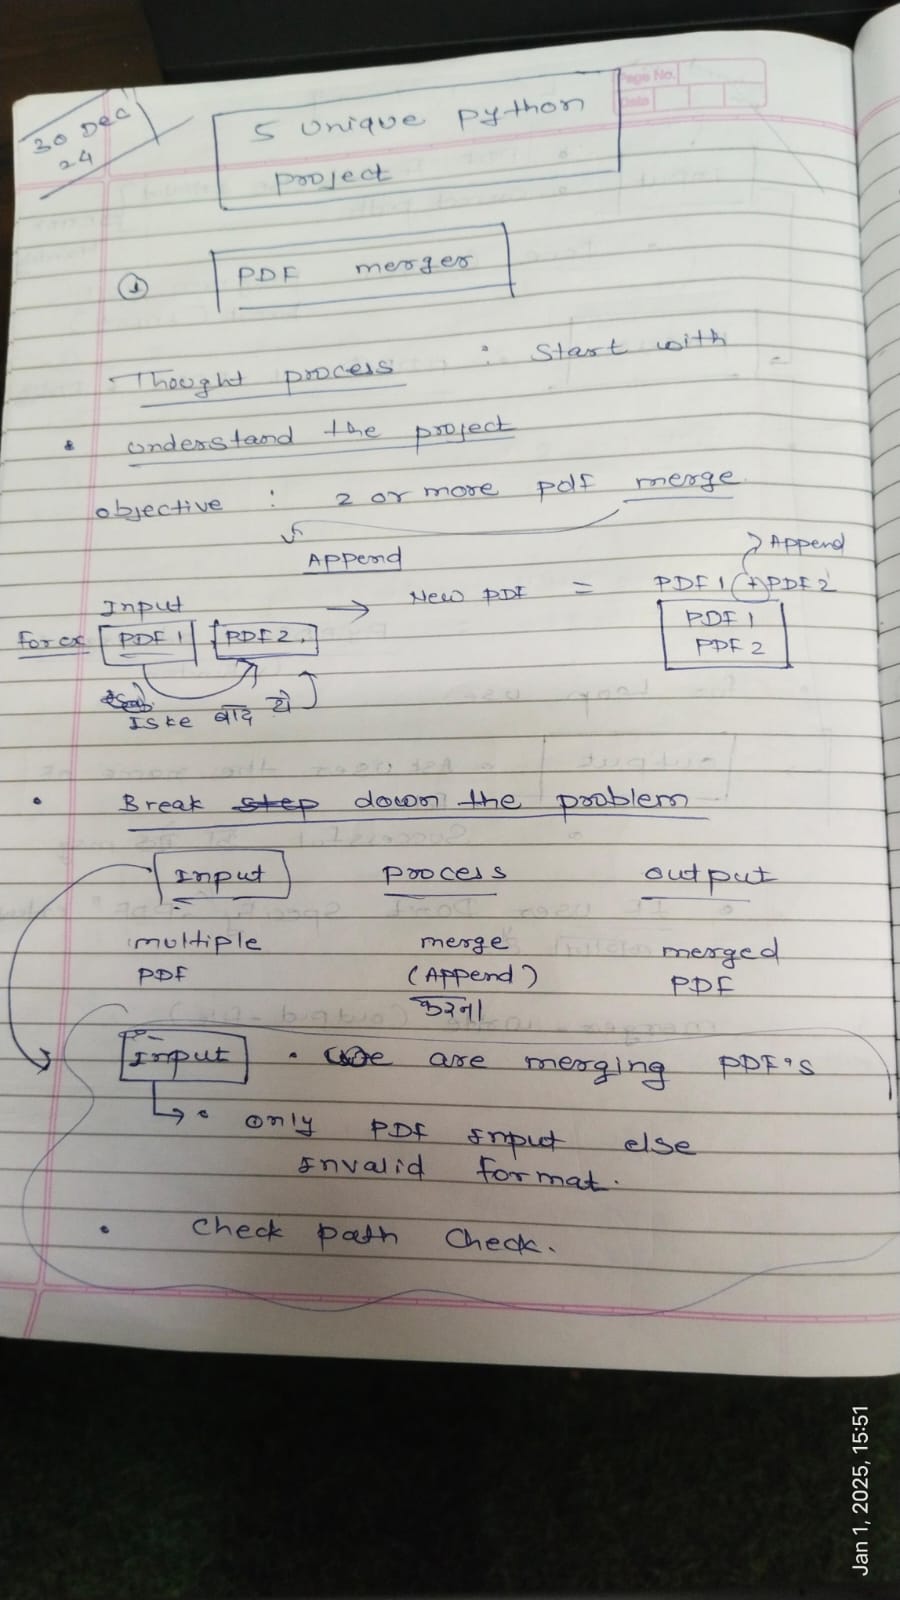 30 Dec
24
Page No.
Date
5 Unique python
project
① PDF merger
Thought process : Start with
• understand the project
objective : 2 or more pdf merge
Append
Append
Input → New PDF = PDF 1 + PDF 2
For ex PDF 1 PDF 2, PDF 1
PDF 2
Iske बाद ये
• Break step down the problem
Input process output
multiple merge merged
PDF (Append) PDF
करना
Input • we are merging PDF's
• only PDF input else
invalid format.
• Check path check.
Jan 1, 2025, 15:51